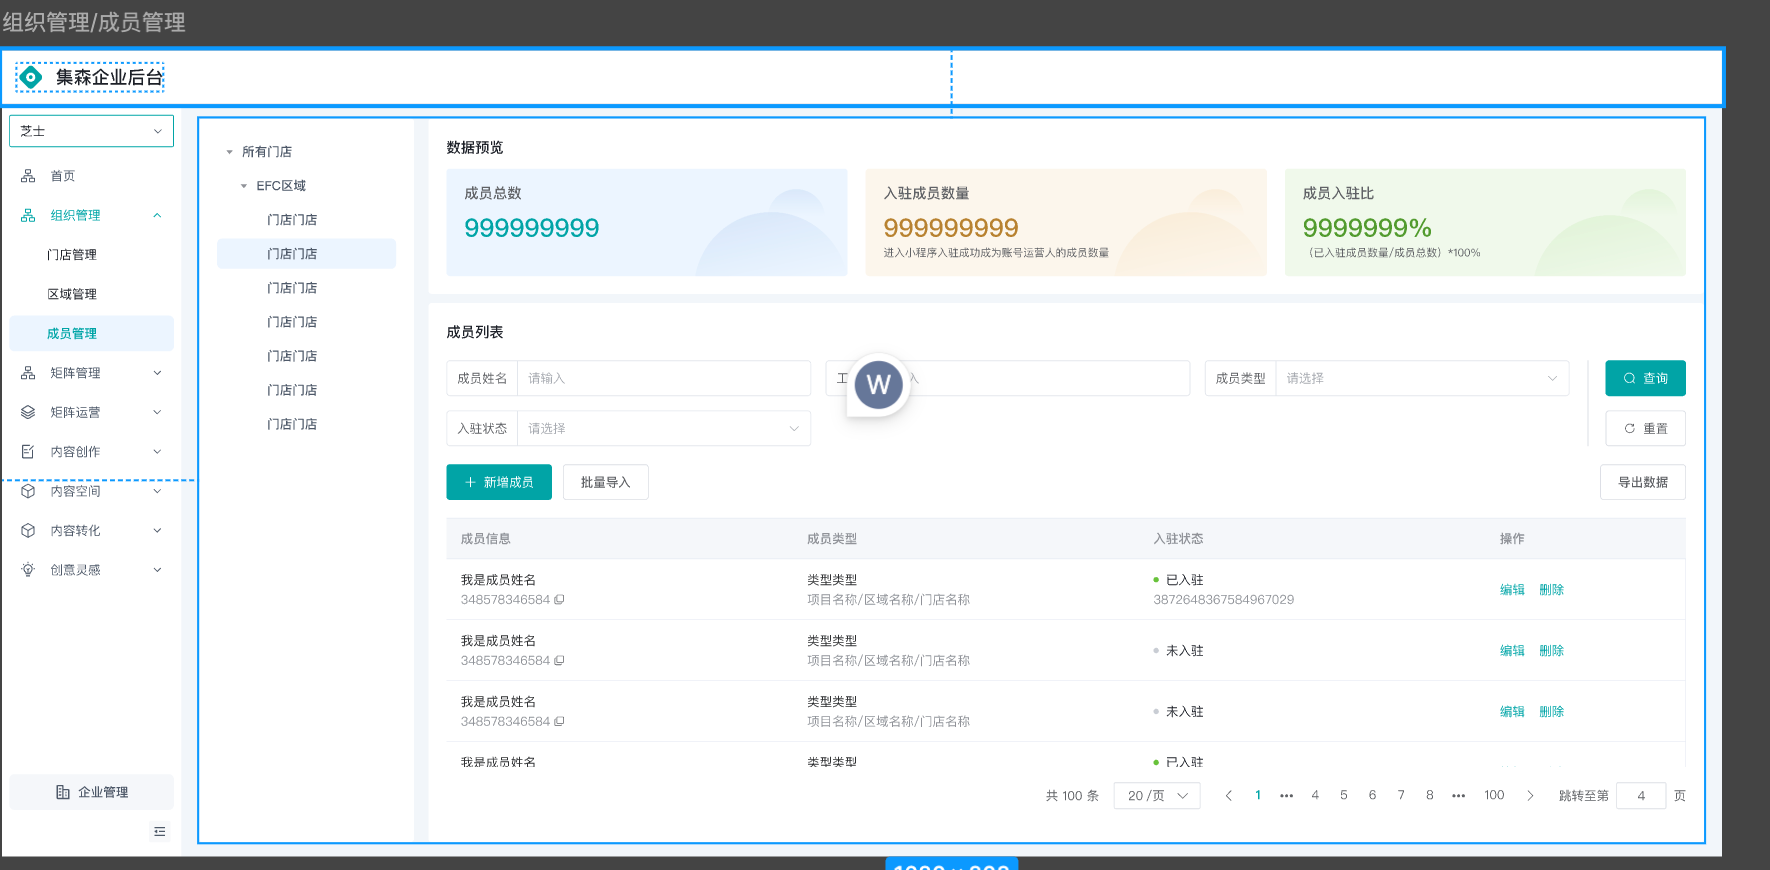 组织管理/成员管理
集森企业后台
芝士
首页
组织管理
门店管理
区域管理
成员管理
矩阵管理
矩阵运营
内容创作
内容空间
内容转化
创意灵感
企业管理
所有门店
EFC区域
门店门店
门店门店
门店门店
门店门店
门店门店
门店门店
门店门店
数据预览
成员总数
999999999
入驻成员数量
999999999
进入小程序入驻成功成为账号运营人的成员数量
成员入驻比
9999999%
（已入驻成员数量/成员总数）*100%
成员列表
成员姓名 请输入 工 W 入 成员类型 请选择 查询
入驻状态 请选择 重置
新增成员 批量导入 导出数据
成员信息 成员类型 入驻状态 操作
我是成员姓名 类型类型 已入驻 编辑 删除
348578346584 项目名称/区域名称/门店名称 3872648367584967029
我是成员姓名 类型类型 未入驻 编辑 删除
348578346584 项目名称/区域名称/门店名称
我是成员姓名 类型类型 未入驻 编辑 删除
348578346584 项目名称/区域名称/门店名称
我是成员姓名 类型类型 已入驻
共 100 条 20 /页 1 ••• 4 5 6 7 8 ••• 100 跳转至第 4 页